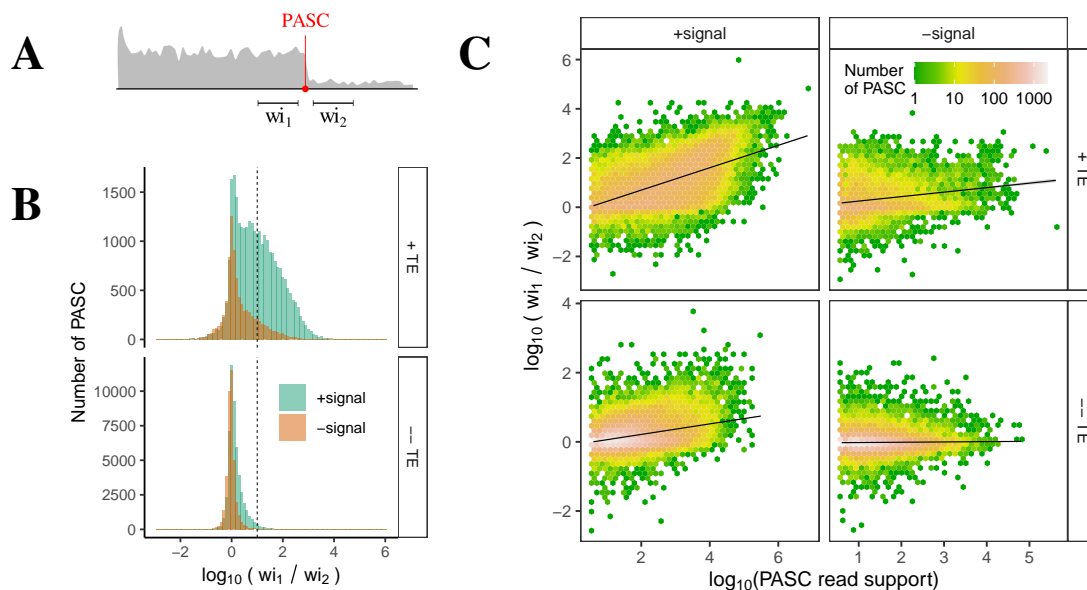 A
PASC
wi1
wi2
B
Number of PASC
1500
1000
500
0
+ TE
10000
7500
5000
2500
0
− TE
+signal
−signal
−2
0
2
4
6
log10 ( wi1 / wi2 )
C
+signal
−signal
log10 ( wi1 / wi2 )
6
4
2
0
−2
Number of PASC
1
10
100
1000
+ TE
4
2
0
−2
− TE
2
4
6
1
2
3
4
5
log10(PASC read support)